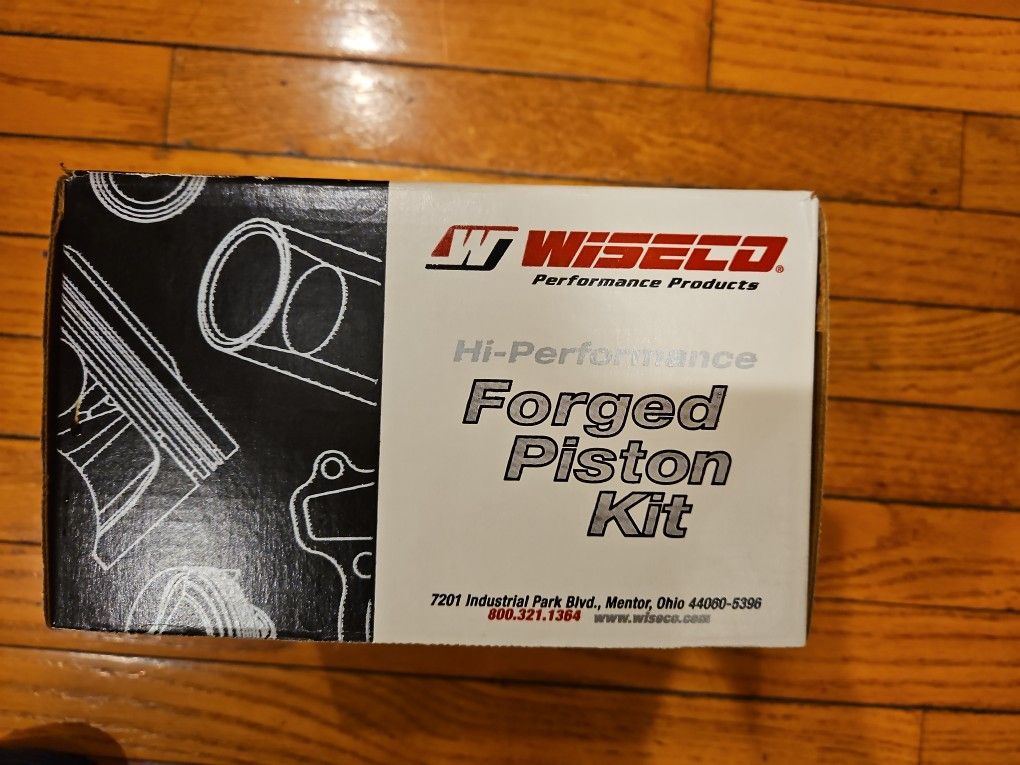 W WISECO®
Performance Products
Hi-Performance
Forged
Piston
Kit
7201 Industrial Park Blvd., Mentor, Ohio 44060-5396
800.321.1364 www.wiseco.com